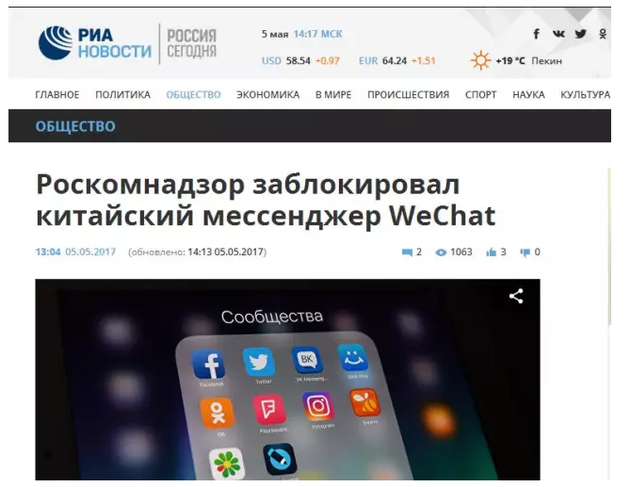 РИА
НОВОСТИ
РОССИЯ
СЕГОДНЯ
5 мая 14:17 МСК
USD 58.54 +0.97 EUR 64.24 +1.51
+19 °C Пекин
ГЛАВНОЕ ПОЛИТИКА ОБЩЕСТВО ЭКОНОМИКА В МИРЕ ПРОИСШЕСТВИЯ СПОРТ НАУКА КУЛЬТУРА
ОБЩЕСТВО
Роскомнадзор заблокировал
китайский мессенджер WeChat
13:04 05.05.2017 (обновлено: 14:13 05.05.2017) 2 1063 3 0
Сообщества
Facebook Twitter
OK Foursquare Instagram Swarm